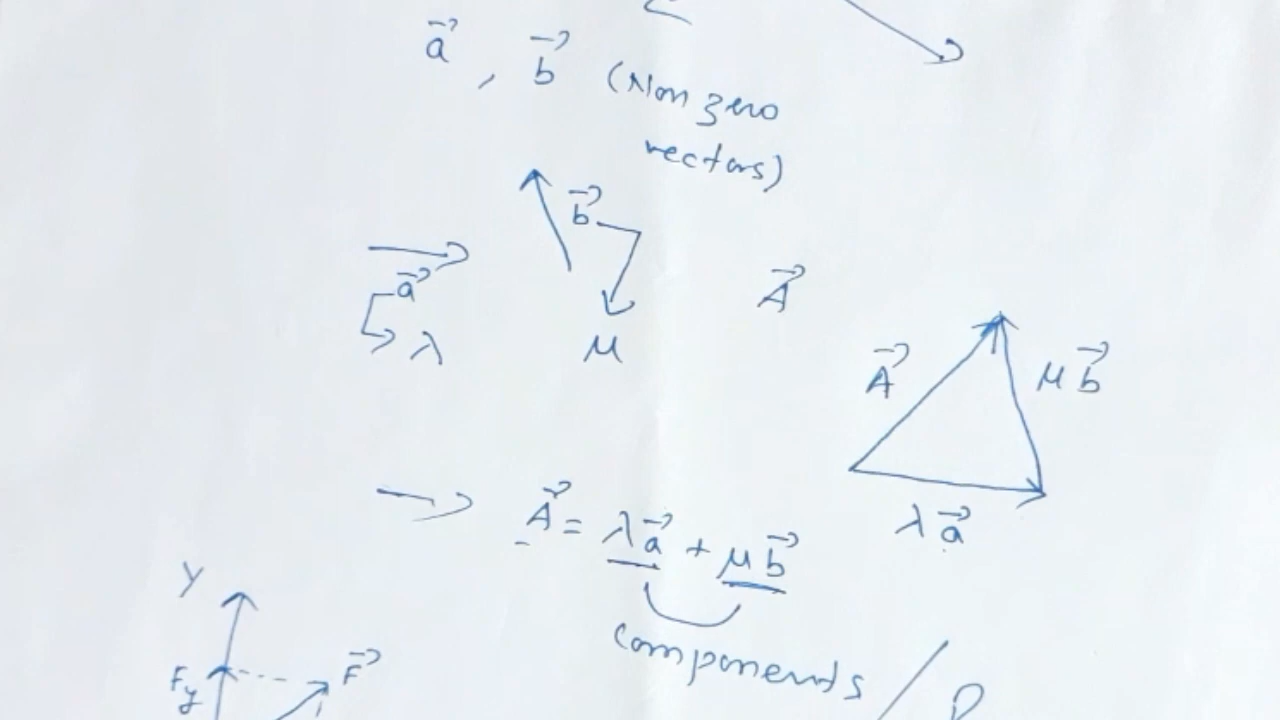 a⃗ , b⃗ (Non zero
vectors)
b⃗
a⃗
λ
μ
A⃗
A⃗
μb⃗
λa⃗
A⃗ = λa⃗ + μb⃗
components
Y
Fy
F⃗